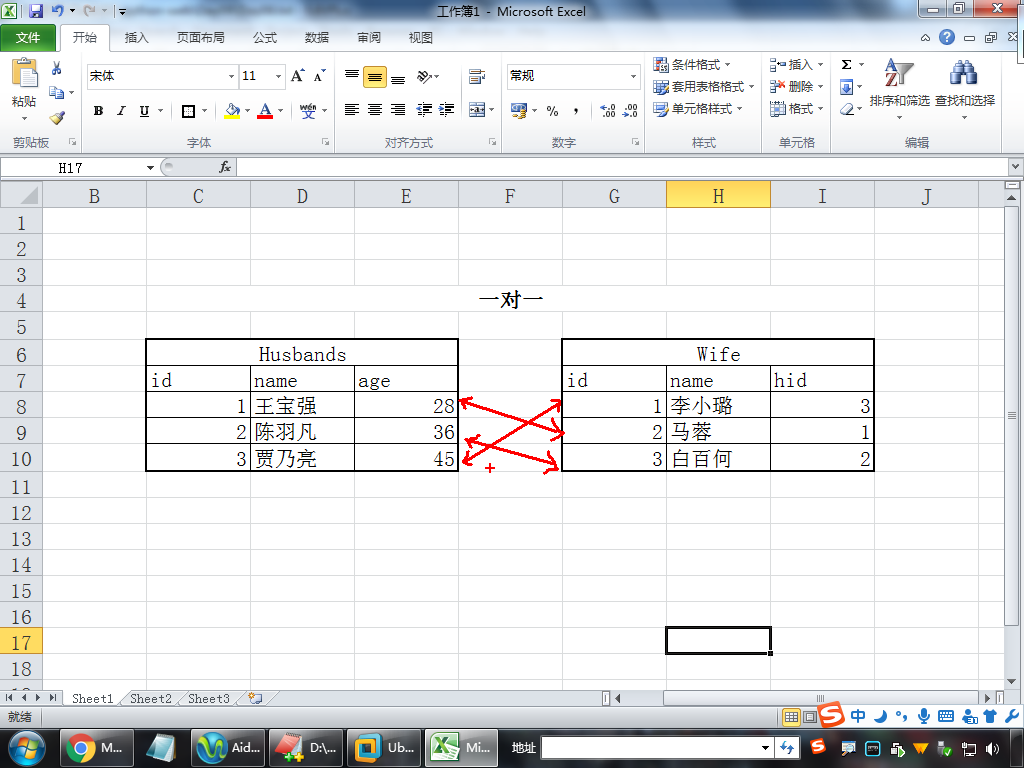 工作簿1 - Microsoft Excel
文件 开始 插入 页面布局 公式 数据 审阅 视图
粘贴
宋体 11
B I U
常规
条件格式
套用表格格式
单元格样式
插入
删除
格式
Σ
排序和筛选 查找和选择
剪贴板 字体 对齐方式 数字 样式 单元格 编辑
H17 fx
B C D E F G H I J
1
2
3
4 一对一
5
6 Husbands Wife
7 id name age id name hid
8 1 王宝强 28 1 李小璐 3
9 2 陈羽凡 36 2 马蓉 1
10 3 贾乃亮 45 3 白百何 2
11
12
13
14
15
16
17
18
Sheet1 Sheet2 Sheet3
就绪 中
M... Aid... D:\... Ub... Mi... 地址